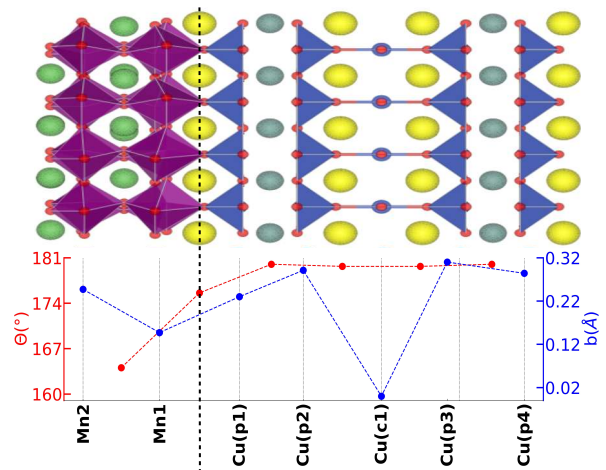 181
174
167
160
Θ(°)
0.32
0.22
0.12
0.02
b(Å)
Mn2
Mn1
Cu(p1)
Cu(p2)
Cu(c1)
Cu(p3)
Cu(p4)